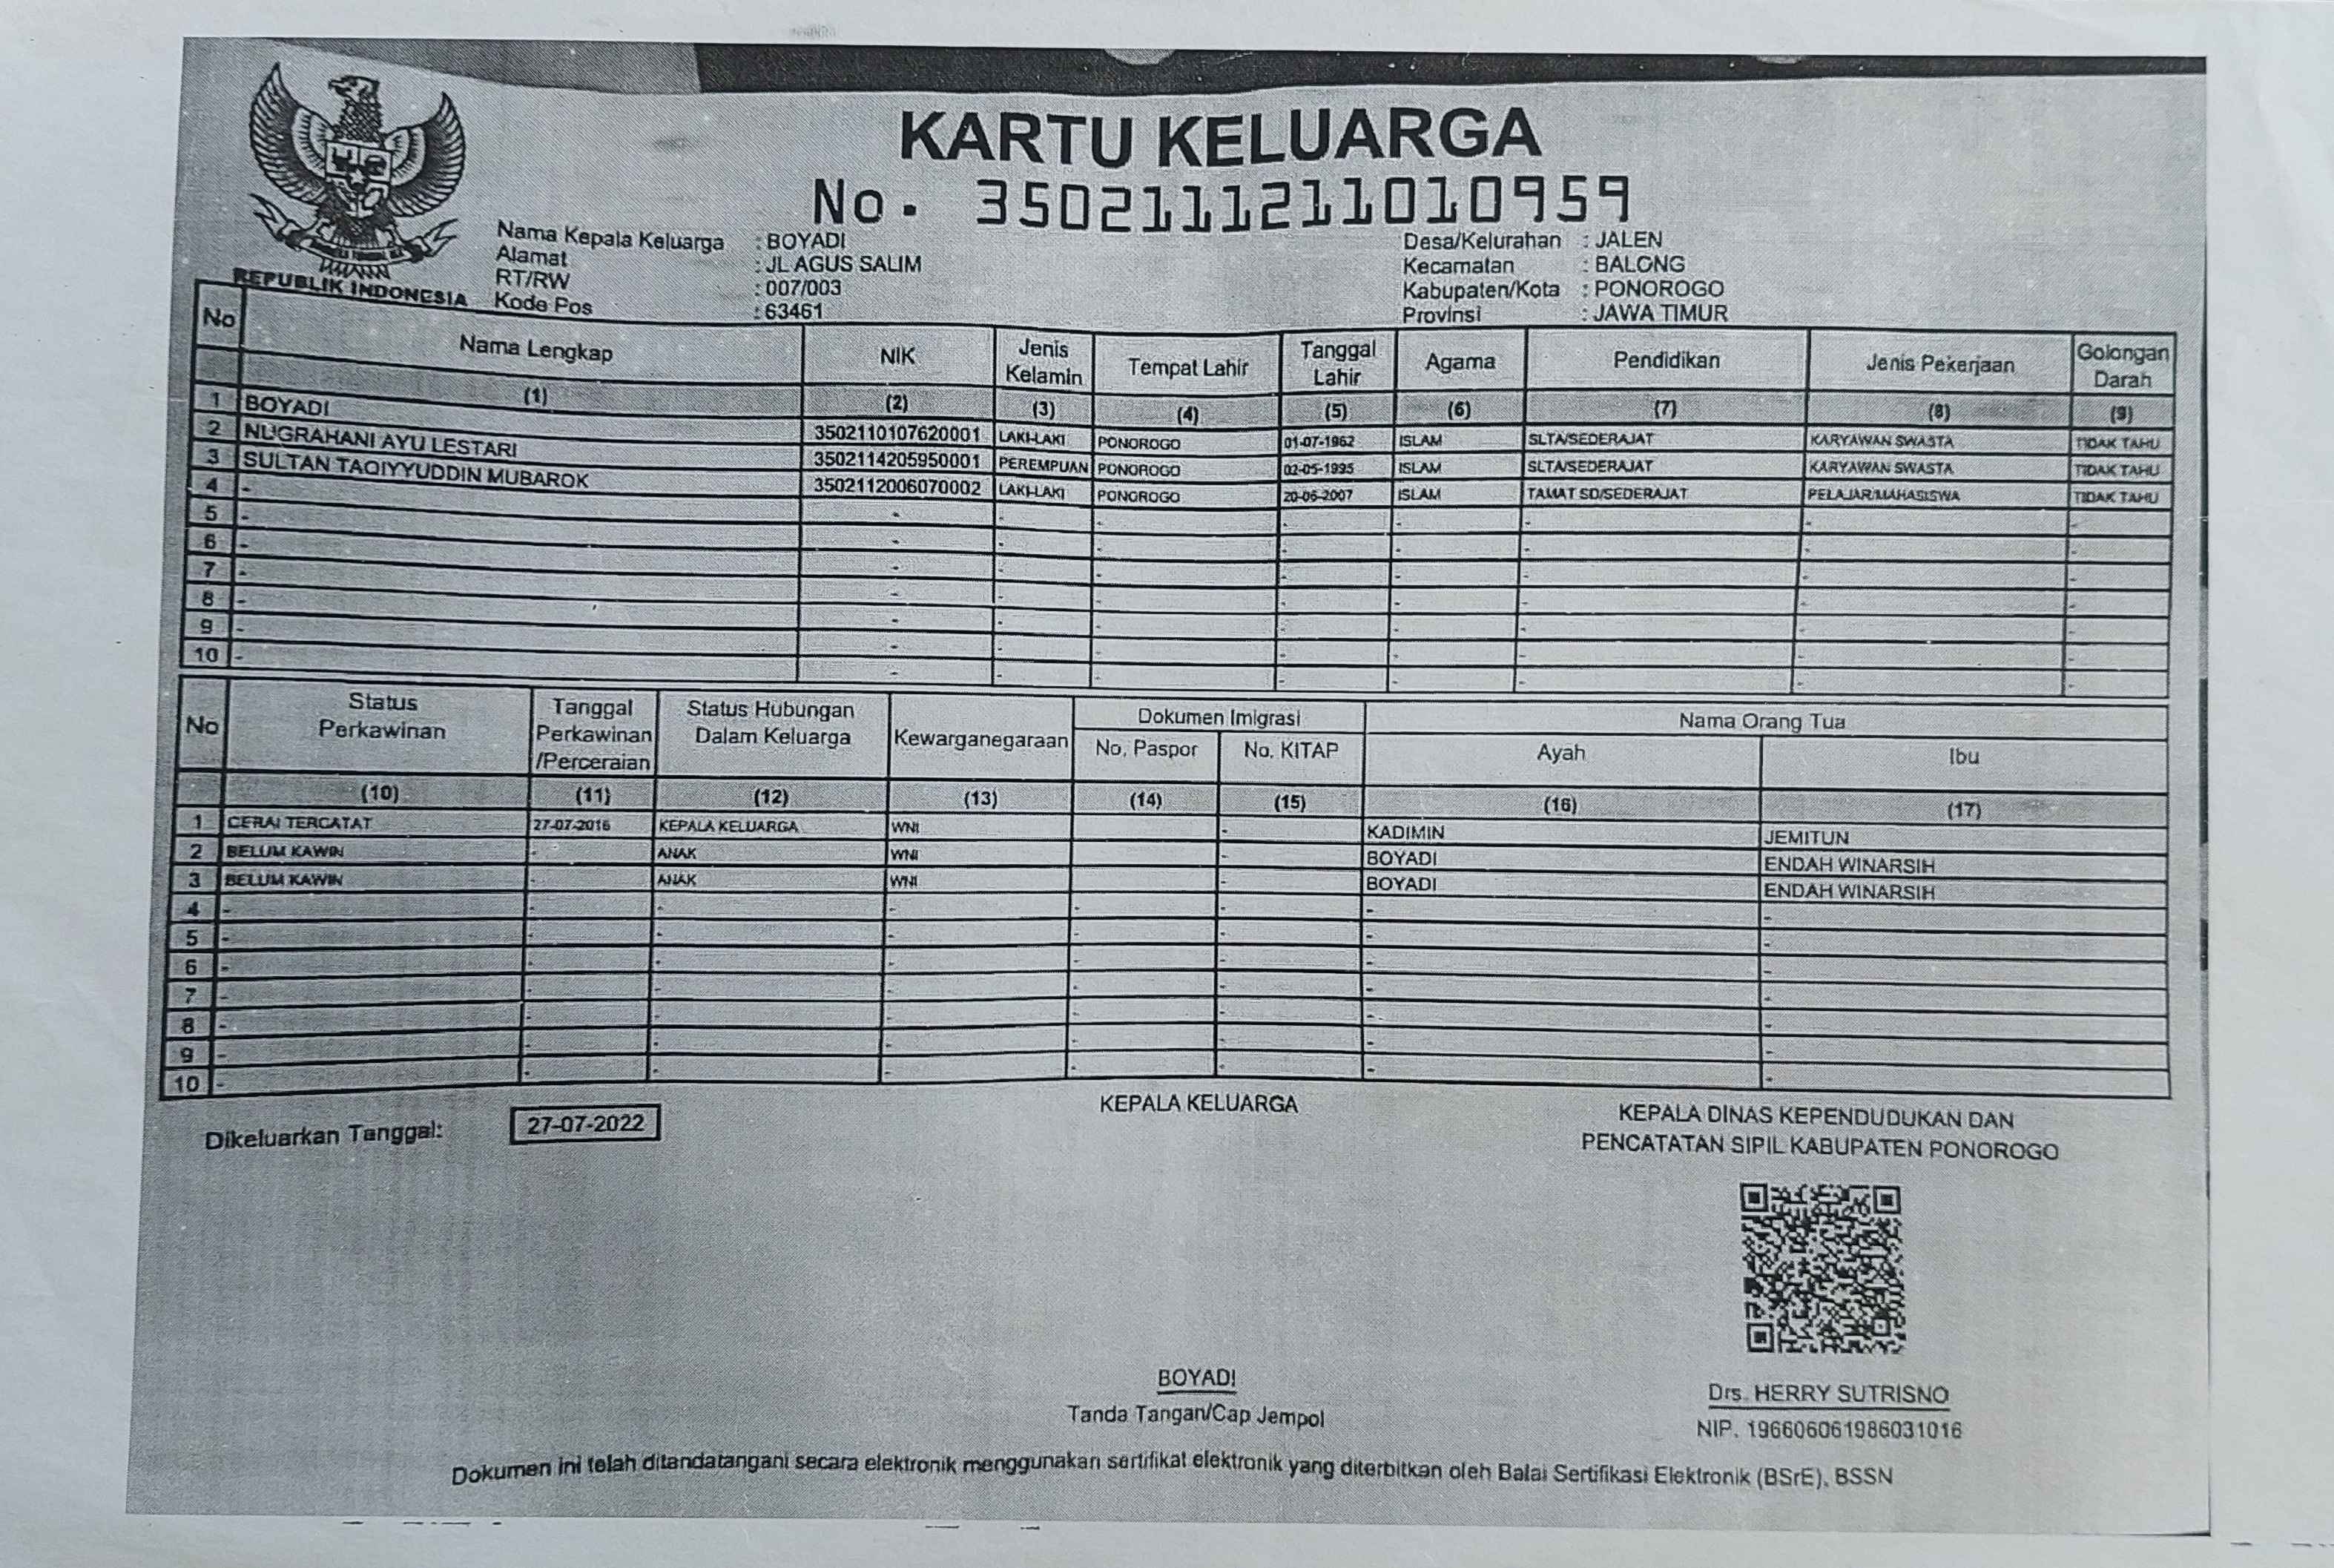 KARTU KELUARGA
No. 3502111211010959
REPUBLIK INDONESIA
Nama Kepala Keluarga : BOYADI
Alamat : JL AGUS SALIM
RT/RW : 007/003
Kode Pos : 63461
Desa/Kelurahan : JALEN
Kecamatan : BALONG
Kabupaten/Kota : PONOROGO
Provinsi : JAWA TIMUR
No Nama Lengkap NIK Jenis Kelamin Tempat Lahir Tanggal Lahir Agama Pendidikan Jenis Pekerjaan Golongan Darah
(1) (2) (3) (4) (5) (6) (7) (8) (9)
1 BOYADI 3502110107620001 LAKI-LAKI PONOROGO 01-07-1962 ISLAM SLTA/SEDERAJAT KARYAWAN SWASTA TIDAK TAHU
2 NUGRAHANI AYU LESTARI 3502114205950001 PEREMPUAN PONOROGO 02-05-1995 ISLAM SLTA/SEDERAJAT KARYAWAN SWASTA TIDAK TAHU
3 SULTAN TAQIYYUDDIN MUBAROK 3502112006070002 LAKI-LAKI PONOROGO 20-06-2007 ISLAM TAMAT SD/SEDERAJAT PELAJAR/MAHASISWA TIDAK TAHU
4 - - - - - - - - -
5 - - - - - - - - -
6 - - - - - - - - -
7 - - - - - - - - -
8 - - - - - - - - -
9 - - - - - - - - -
10 - - - - - - - - -
No Status Perkawinan Tanggal Perkawinan /Perceraian Status Hubungan Dalam Keluarga Kewarganegaraan Dokumen Imigrasi Nama Orang Tua
No. Paspor No. KITAP Ayah Ibu
(10) (11) (12) (13) (14) (15) (16) (17)
1 CERAI TERCATAT 27-07-2016 KEPALA KELUARGA WNI - KADIMIN JEMITUN
2 BELUM KAWIN - ANAK WNI - BOYADI ENDAH WINARSIH
3 BELUM KAWIN - ANAK WNI - BOYADI ENDAH WINARSIH
4 - - - - - - - -
5 - - - - - - - -
6 - - - - - - - -
7 - - - - - - - -
8 - - - - - - - -
9 - - - - - - - -
10 - - - - - - - -
Dikeluarkan Tanggal: 27-07-2022
KEPALA KELUARGA
BOYADI
Tanda Tangan/Cap Jempol
KEPALA DINAS KEPENDUDUKAN DAN
PENCATATAN SIPIL KABUPATEN PONOROGO
Drs. HERRY SUTRISNO
NIP. 196606061986031016
Dokumen ini telah ditandatangani secara elektronik menggunakan sertifikat elektronik yang diterbitkan oleh Balai Sertifikasi Elektronik (BSrE), BSSN